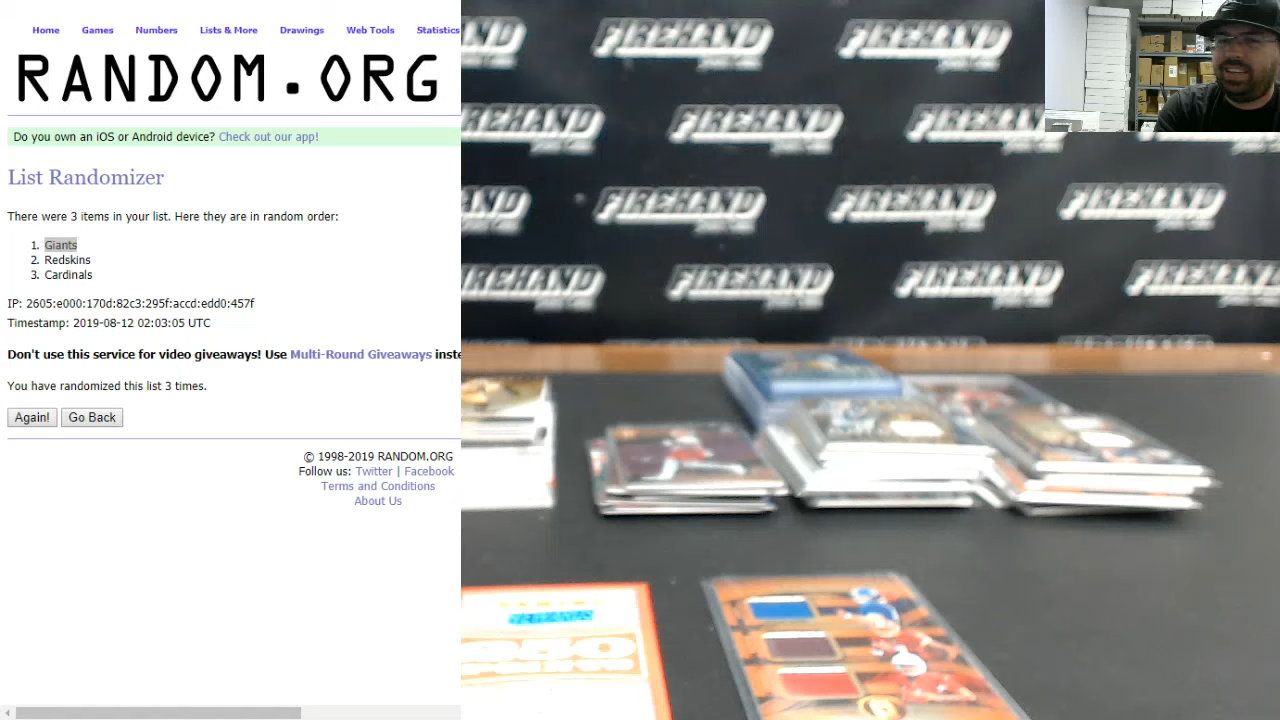 Home Games Numbers Lists & More Drawings Web Tools Statistics
RANDOM.ORG
Do you own an iOS or Android device? Check out our app!
List Randomizer
There were 3 items in your list. Here they are in random order:
1. Giants
2. Redskins
3. Cardinals
IP: 2605:e000:170d:82c3:295f:accd:edd0:457f
Timestamp: 2019-08-12 02:03:05 UTC
Don't use this service for video giveaways! Use Multi-Round Giveaways inste
You have randomized this list 3 times.
Again! Go Back
© 1998-2019 RANDOM.ORG
Follow us: Twitter | Facebook
Terms and Conditions
About Us
FIREHAND FIREHAND
FIREHAND FIREHAND FIREHAND
FIREHAND FIREHAND FIREHAND
FIREHAND FIREHAND FIREHAND FIREHAND